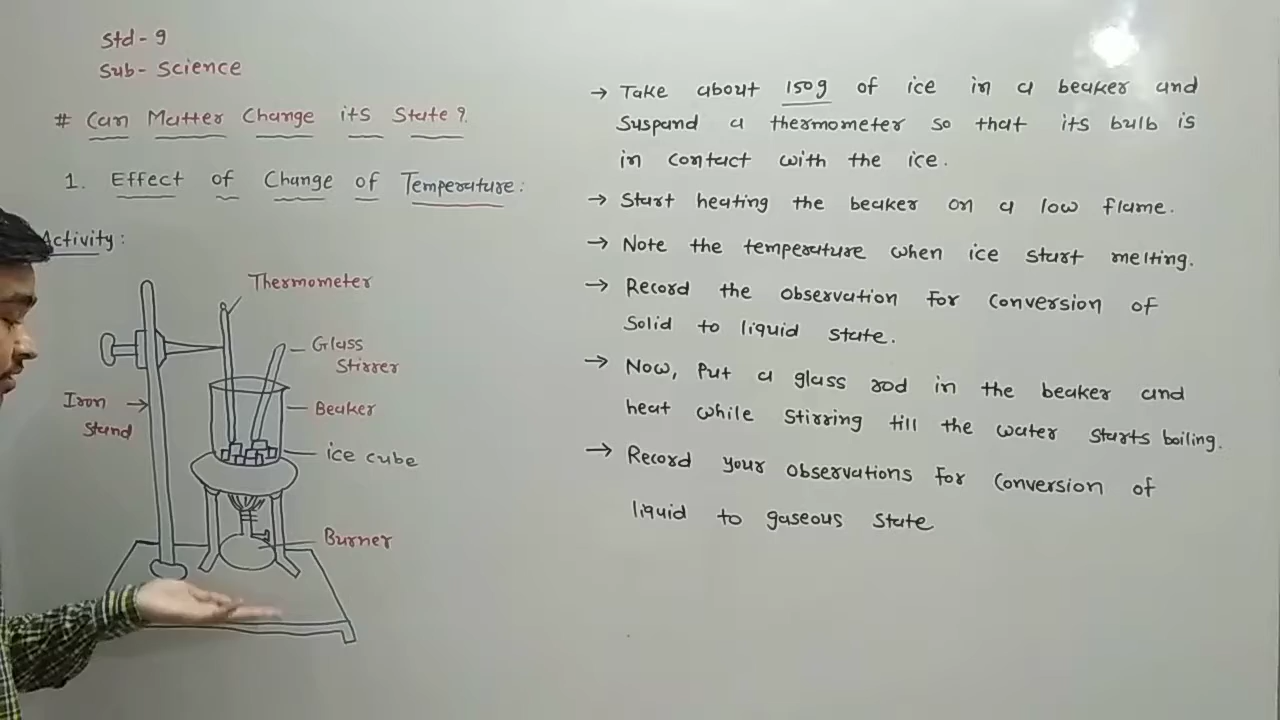 Std - 9
Sub - Science
# Can Matter Change its State ?
1. Effect of Change of Temperature:
Activity:
Thermometer
Glass
Stirrer
Iron
Stand
Beaker
ice cube
Burner
→ Take about 150g of ice in a beaker and
Suspand a thermometer so that its bulb is
in contact with the ice.
→ Start heating the beaker on a low flame.
→ Note the temperature when ice start melting.
→ Record the observation for conversion of
Solid to liquid state.
→ Now, Put a glass rod in the beaker and
heat while Stirring till the water starts boiling.
→ Record your observations for conversion of
liquid to gaseous state